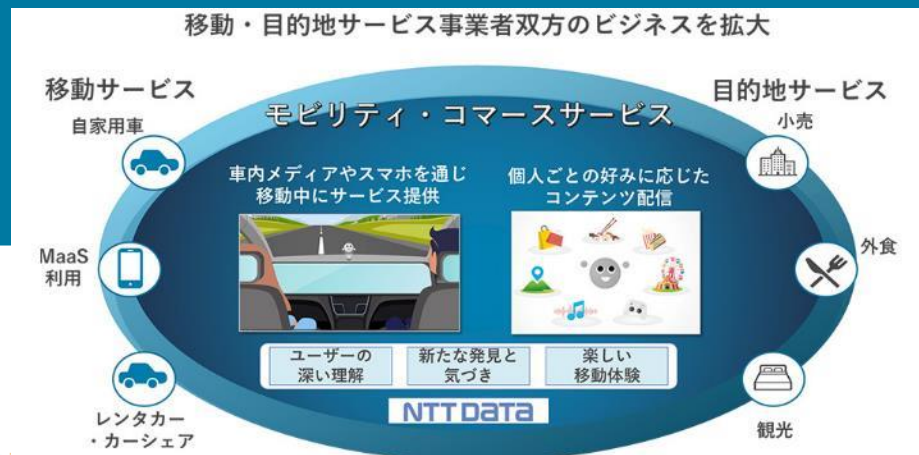 移動・目的地サービス事業者双方のビジネスを拡大
移動サービス
目的地サービス
自家用車
小売
モビリティ・コマースサービス
車内メディアやスマホを通じ
移動中にサービス提供
個人ごとの好みに応じた
コンテンツ配信
MaaS
利用
外食
ユーザーの
深い理解
新たな発見と
気づき
楽しい
移動体験
レンタカー
・カーシェア
NTT DATA
観光